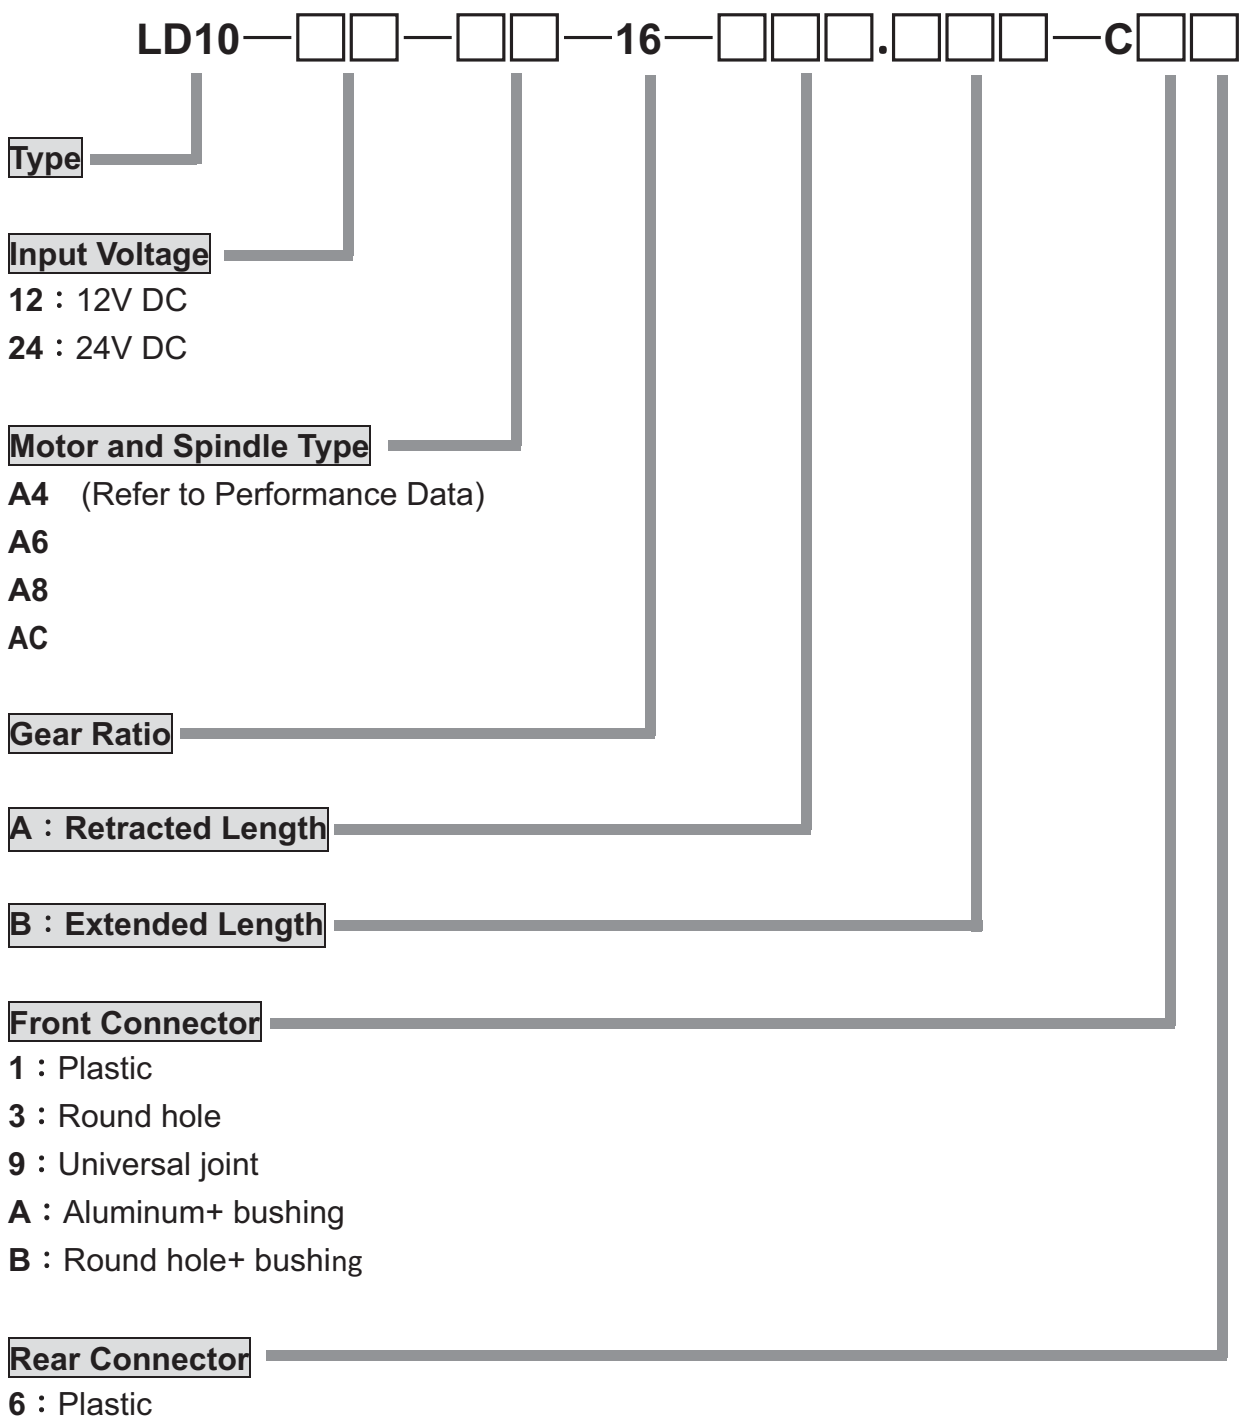 LD10—□□—□□—16—□□□.□□□—C□□
Type
Input Voltage
12：12V DC
24：24V DC
Motor and Spindle Type
A4 (Refer to Performance Data)
A6
A8
AC
Gear Ratio
A：Retracted Length
B：Extended Length
Front Connector
1：Plastic
3：Round hole
9：Universal joint
A：Aluminum+ bushing
B：Round hole+ bushing
Rear Connector
6：Plastic